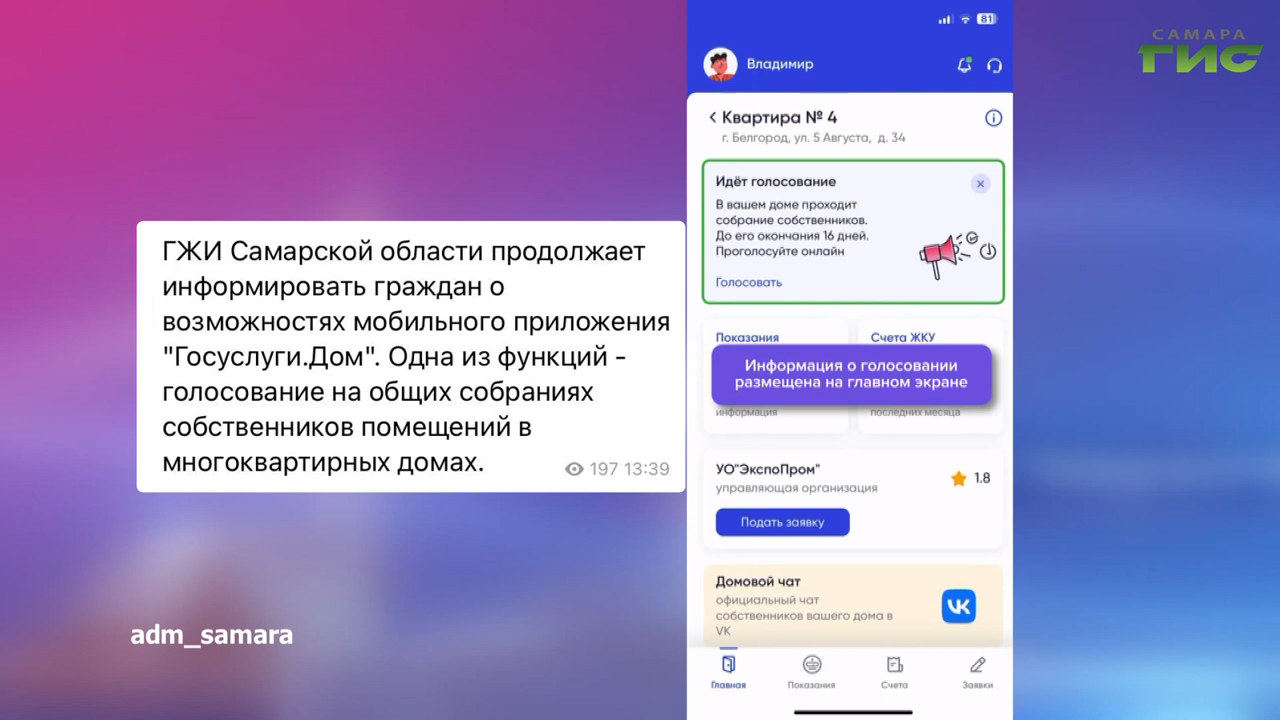 САМАРА
ГИС
ГЖИ Самарской области продолжает
информировать граждан о
возможностях мобильного приложения
"Госуслуги.Дом". Одна из функций -
голосование на общих собраниях
собственников помещений в
многоквартирных домах.
197 13:39
adm_samara
81
Владимир
Квартира № 4
г. Белгород, ул. 5 Августа, д. 34
Идёт голосование
В вашем доме проходит
собрание собственников.
До его окончания 16 дней.
Проголосуйте онлайн
Голосовать
Показания
Счета ЖКУ
Информация о голосовании
размещена на главном экране
информация
последних месяца
УО"ЭкспоПром"
1.8
управляющая организация
Подать заявку
Домовой чат
официальный чат
собственников вашего дома в
VK
Главная
Показания
Счета
Заявки